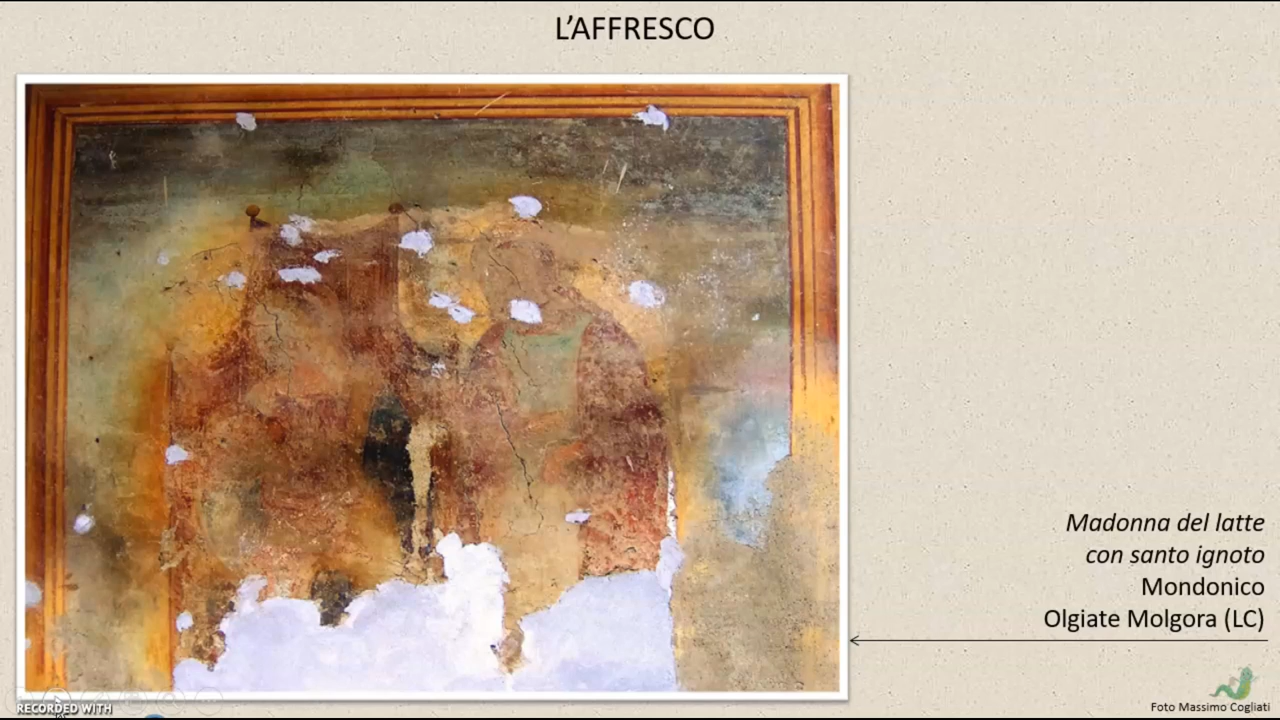 L'AFFRESCO
Madonna del latte
con santo ignoto
Mondonico
Olgiate Molgora (LC)
Foto Massimo Cogliati
RECORDED WITH